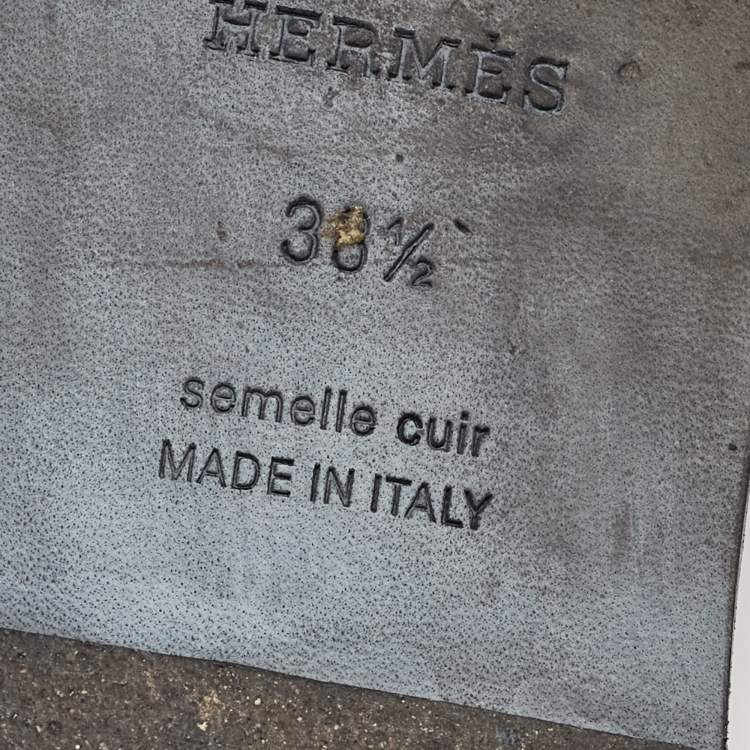 HERMÈS
38½
semelle cuir
MADE IN ITALY